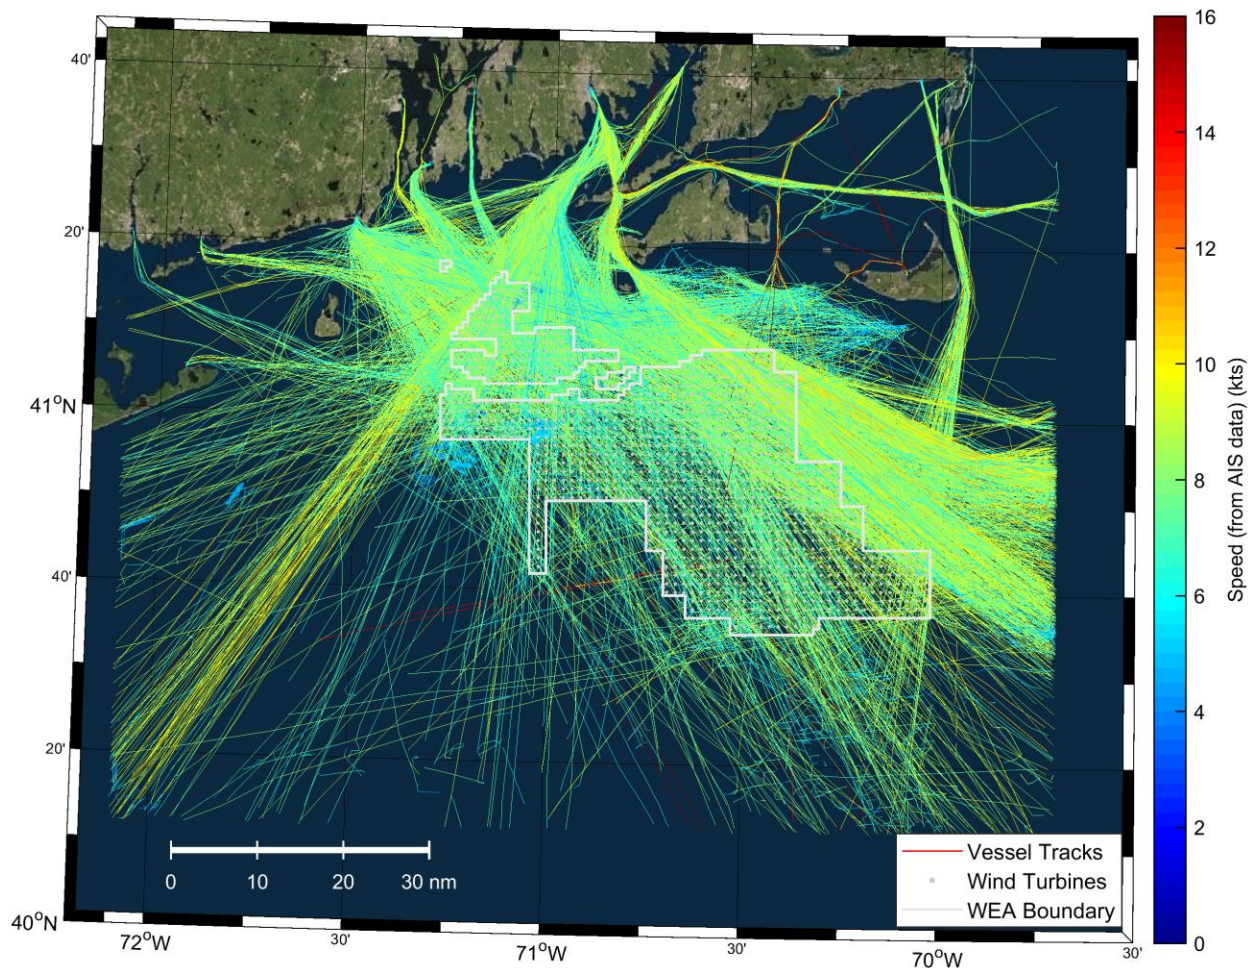 40'
20'
41°N
40'
20'
40°N
72°W
30'
71°W
30'
70°W
30'
0 10 20 30 nm
Vessel Tracks
Wind Turbines
WEA Boundary
16
14
12
10
8
6
4
2
0
Speed (from AIS data) (kts)